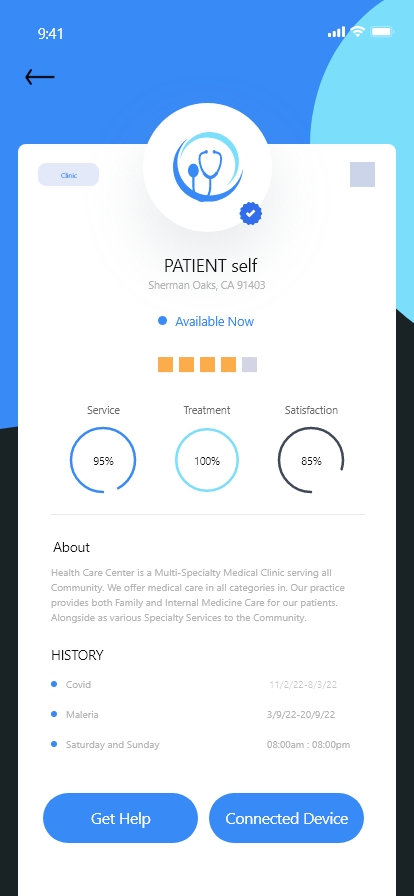 9:41
Clinic
PATIENT self
Sherman Oaks, CA 91403
Available Now
Service Treatment Satisfaction
95% 100% 85%
About
Health Care Center is a Multi-Specialty Medical Clinic serving all
Community. We offer medical care in all categories in. Our practice
provides both Family and Internal Medicine Care for our patients.
Alongside as various Specialty Services to the Community.
HISTORY
Covid 11/2/22-8/3/22
Maleria 3/9/22-20/9/22
Saturday and Sunday 08:00am : 08:00pm
Get Help Connected Device